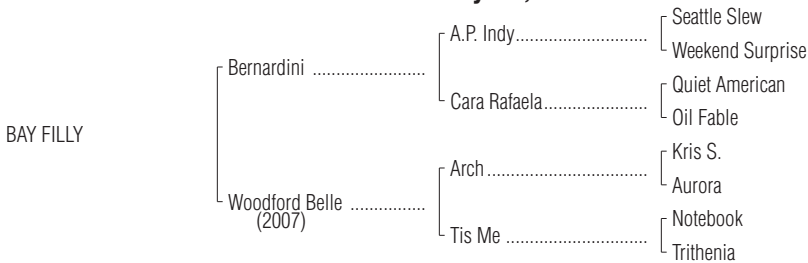 Seattle Slew
A.P. Indy
Weekend Surprise
Bernardini
Quiet American
Cara Rafaela
Oil Fable
BAY FILLY
Kris S.
Arch
Aurora
Woodford Belle
(2007)
Notebook
Tis Me
Trithenia